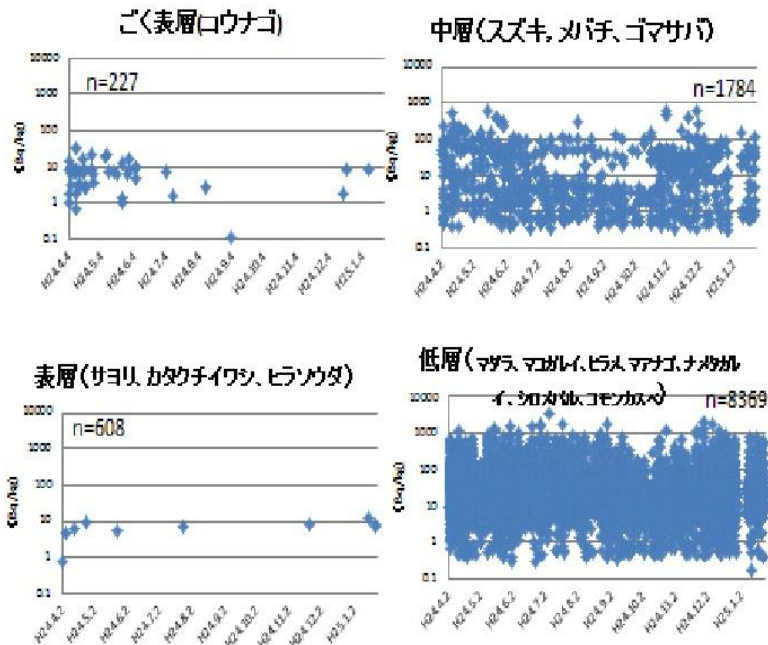 ごく表層(コウナゴ)
10000
1000
100
10
1
0.1
n=227
(Bq/kg)
H24.4.4
H24.5.4
H24.6.4
H24.7.4
H24.8.4
H24.9.4
H24.10.4
H24.11.4
H24.12.4
H25.1.4
中層(スズキ, メバチ、ゴマサバ)
10000
1000
100
10
1
0.1
n=1784
(Bq/kg)
H24.4.2
H24.5.2
H24.6.2
H24.7.2
H24.8.2
H24.9.2
H24.10.2
H24.11.2
H24.12.2
H25.1.2
表層(サヨリ, カタクチイワシ、ヒラソウダ)
10000
1000
100
10
1
0.1
n=608
(Bq/kg)
H24.4.2
H24.5.2
H24.6.2
H24.7.2
H24.8.2
H24.9.2
H24.10.2
H24.11.2
H24.12.2
H25.1.2
低層(マダラ、マコガレイ、ヒラメ、マアナゴ、ナメタガレ
イ、シロメバル、コモンカスベ)
10000
1000
100
10
1
0.1
n=8369
(Bq/kg)
H24.4.2
H24.5.2
H24.6.2
H24.7.2
H24.8.2
H24.9.2
H24.10.2
H24.11.2
H24.12.2
H25.1.2